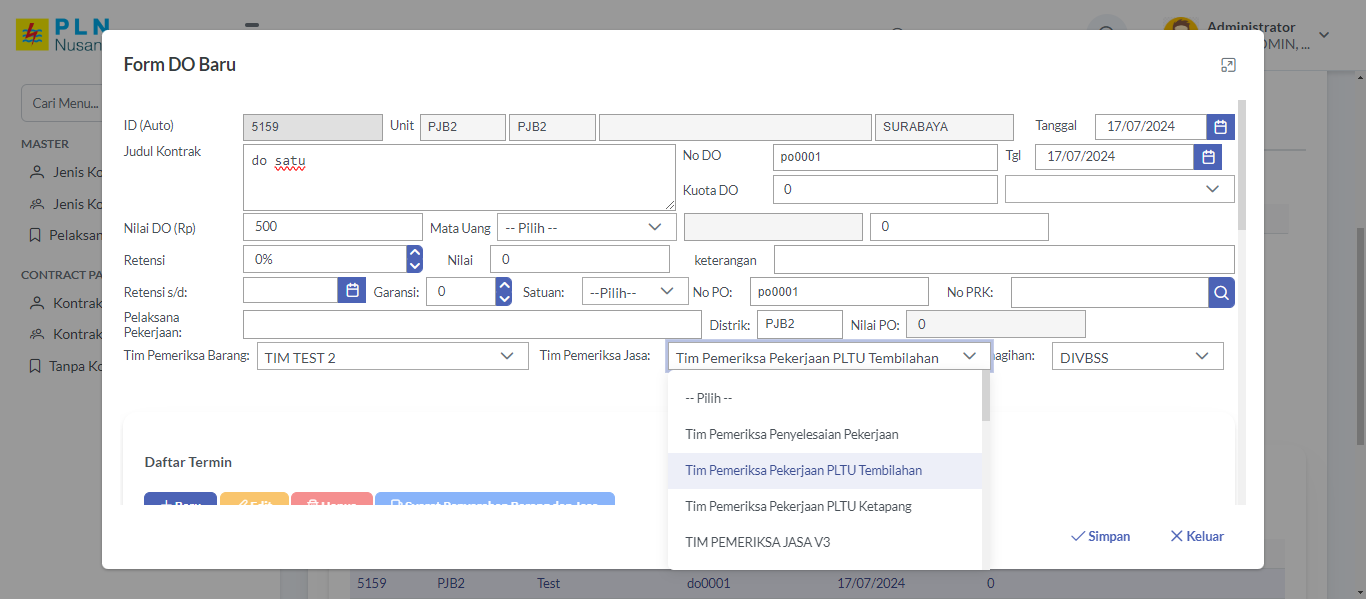 PLN
Nusan
Administrator
DMIN, ...
Cari Menu...
MASTER
Jenis Ko
Jenis Ko
Pelaksan
CONTRACT PA
Kontrak
Kontrak
Tanpa Ko
Form DO Baru
ID (Auto) 5159 Unit PJB2 PJB2 SURABAYA Tanggal 17/07/2024
Judul Kontrak do satu No DO po0001 Tgl 17/07/2024
Kuota DO 0
Nilai DO (Rp) 500 Mata Uang -- Pilih -- 0
Retensi 0% Nilai 0 keterangan
Retensi s/d: Garansi: 0 Satuan: --Pilih-- No PO: po0001 No PRK:
Pelaksana
Pekerjaan: Distrik: PJB2 Nilai PO: 0
Tim Pemeriksa Barang: TIM TEST 2 Tim Pemeriksa Jasa: Tim Pemeriksa Pekerjaan PLTU Tembilahan agihan: DIVBSS
-- Pilih --
Tim Pemeriksa Penyelesaian Pekerjaan
Tim Pemeriksa Pekerjaan PLTU Tembilahan
Tim Pemeriksa Pekerjaan PLTU Ketapang
TIM PEMERIKSA JASA V3
Daftar Termin
Baru Edit Hapus
Simpan Keluar
5159 PJB2 Test do0001 17/07/2024 0